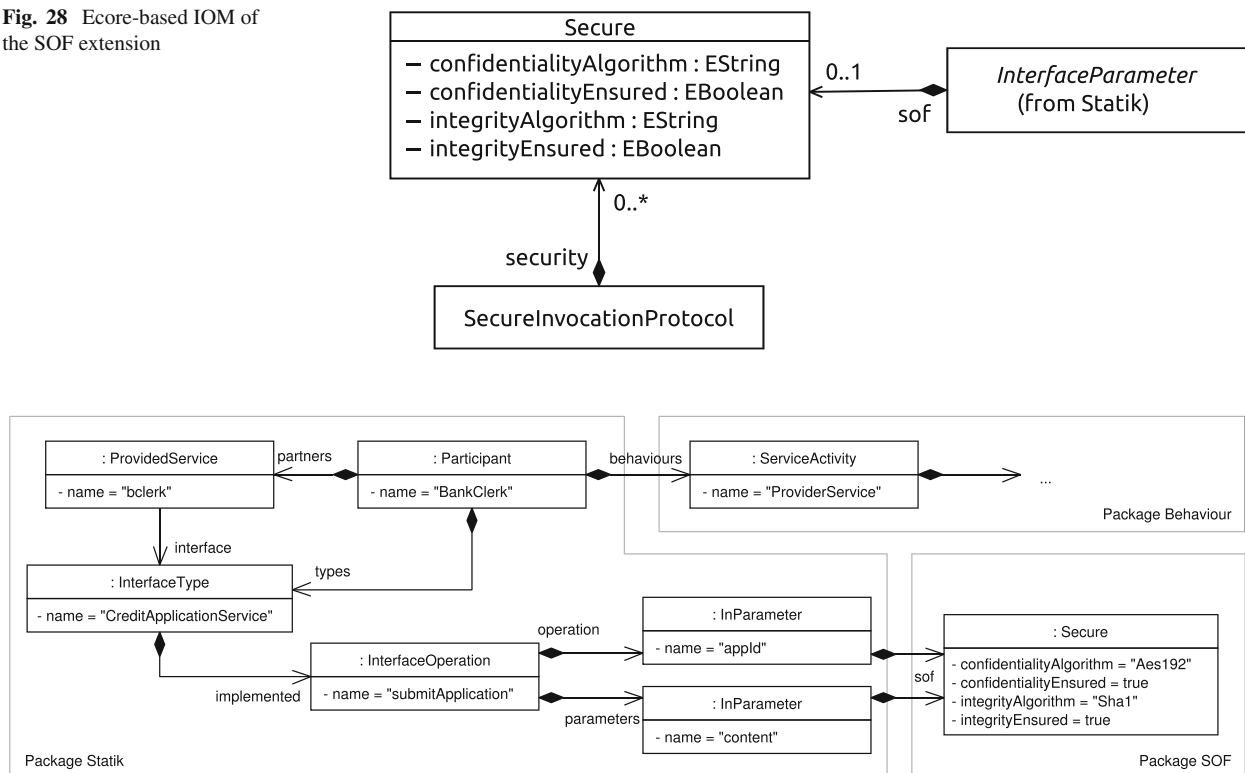 Fig. 28 Ecore-based IOM of
the SOF extension
Secure
– confidentialityAlgorithm : EString
– confidentialityEnsured : EBoolean
– integrityAlgorithm : EString
– integrityEnsured : EBoolean
0..1
sof
InterfaceParameter
(from Statik)
0..*
security
SecureInvocationProtocol
: ProvidedService
- name = "bclerk"
partners
: Participant
- name = "BankClerk"
behaviours
: ServiceActivity
- name = "ProviderService"
...
Package Behaviour
interface
types
: InterfaceType
- name = "CreditApplicationService"
implemented
: InterfaceOperation
- name = "submitApplication"
operation
parameters
: InParameter
- name = "appId"
: InParameter
- name = "content"
sof
: Secure
- confidentialityAlgorithm = "Aes192"
- confidentialityEnsured = true
- integrityAlgorithm = "Sha1"
- integrityEnsured = true
Package Statik
Package SOF